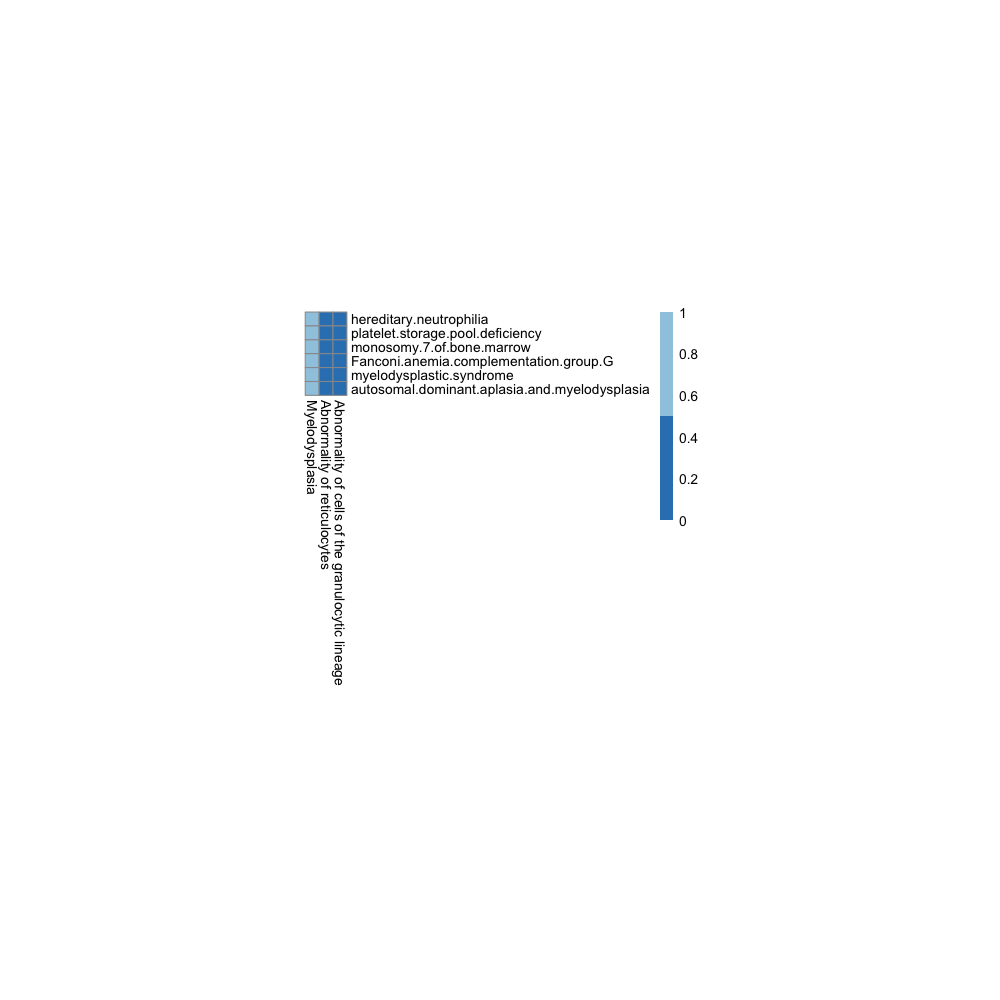 hereditary.neutrophilia
platelet.storage.pool.deficiency
monosomy.7.of.bone.marrow
Fanconi.anemia.complementation.group.G
myelodysplastic.syndrome
autosomal.dominant.aplasia.and.myelodysplasia
Myelodysplasia
Abnormality of reticulocytes
Abnormality of cells of the granulocytic lineage
1
0.8
0.6
0.4
0.2
0